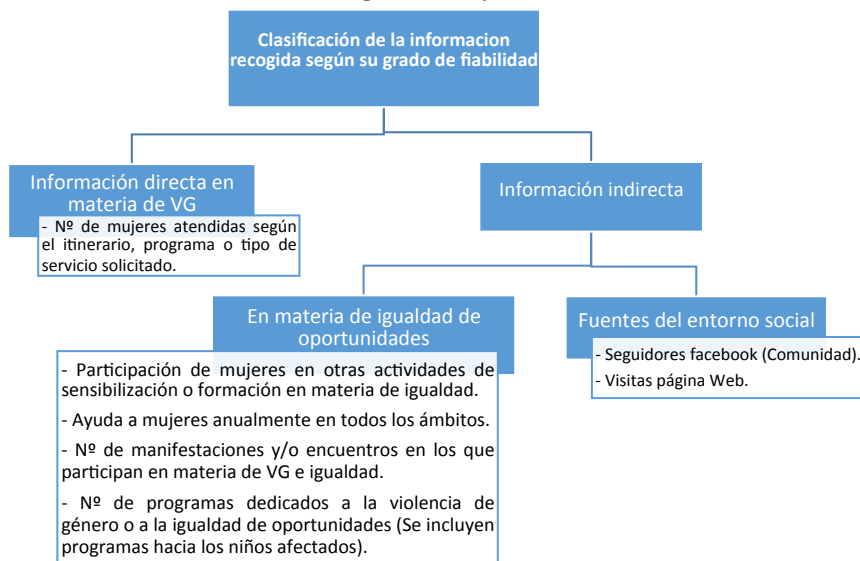 Clasificación de la informacion
recogida según su grado de fiabilidad
Información directa en
materia de VG
- Nº de mujeres atendidas según
el itinerario, programa o tipo de
servicio solicitado.
Información indirecta
En materia de igualdad de
oportunidades
- Participación de mujeres en otras actividades de
sensibilización o formación en materia de igualdad.
- Ayuda a mujeres anualmente en todos los ámbitos.
- Nº de manifestaciones y/o encuentros en los que
participan en materia de VG e igualdad.
- Nº de programas dedicados a la violencia de
género o a la igualdad de oportunidades (Se incluyen
programas hacia los niños afectados).
Fuentes del entorno social
- Seguidores facebook (Comunidad).
- Visitas página Web.